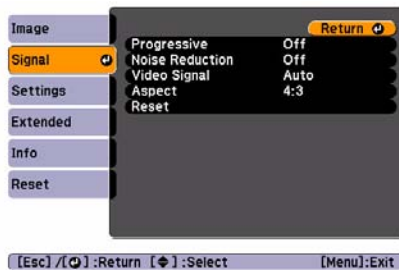 Image
Signal
Settings
Extended
Info
Reset
Return
Progressive Off
Noise Reduction Off
Video Signal Auto
Aspect 4:3
Reset
[Esc] /[ ] :Return [ ] :Select [Menu]:Exit